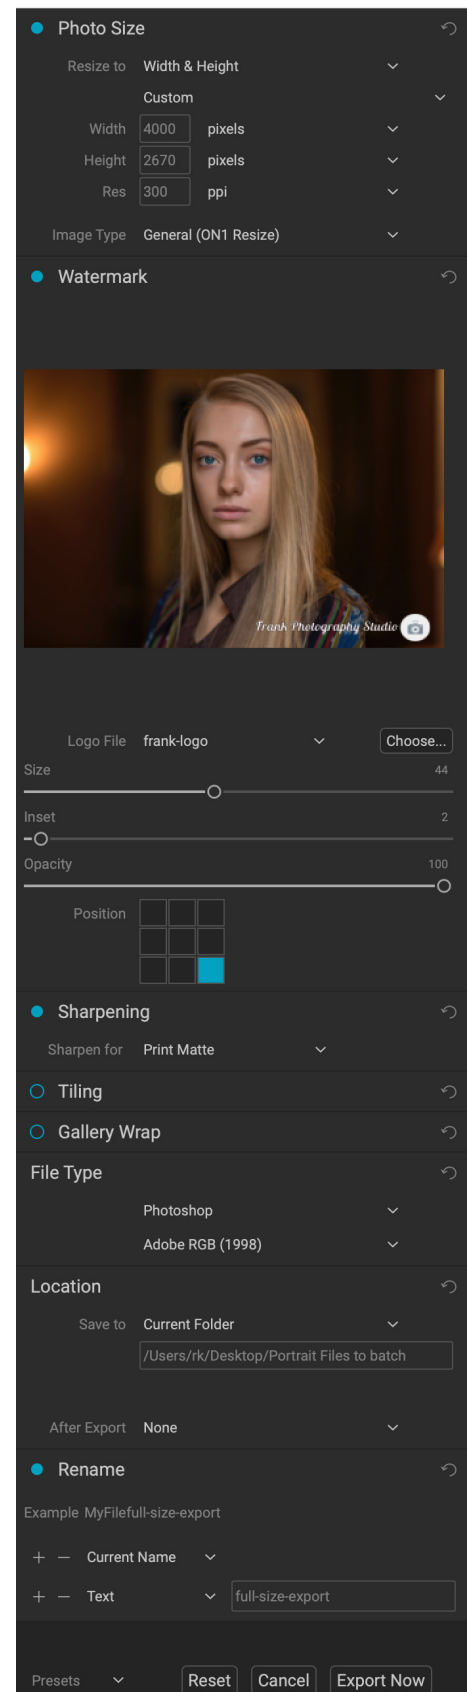 Photo Size
Resize to Width & Height
Custom
Width 4000 pixels
Height 2670 pixels
Res 300 ppi
Image Type General (ON1 Resize)
Watermark
Frank Photography Studio
Logo File frank-logo Choose...
Size 44
Inset 2
Opacity 100
Position
Sharpening
Sharpen for Print Matte
Tiling
Gallery Wrap
File Type
Photoshop
Adobe RGB (1998)
Location
Save to Current Folder
/Users/rk/Desktop/Portrait Files to batch
After Export None
Rename
Example MyFilefull-size-export
+ − Current Name
+ − Text full-size-export
Presets Reset Cancel Export Now